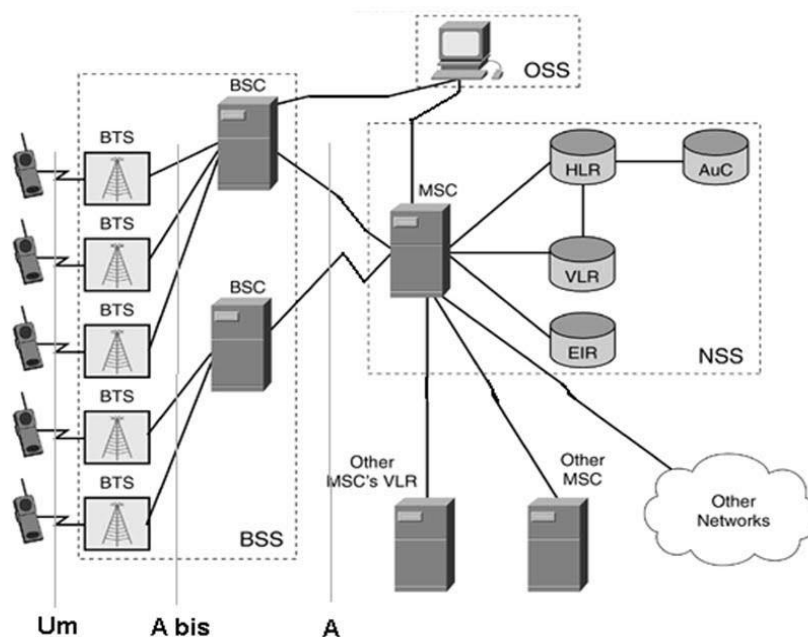 OSS
BSC
BTS
MSC
HLR
AuC
BTS
VLR
BSC
BTS
EIR
NSS
BTS
Other
MSC's VLR
Other
MSC
BTS
Other
Networks
BSS
Um
A bis
A